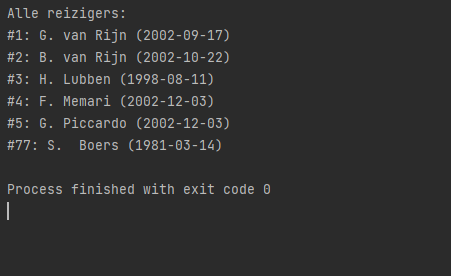 Alle reizigers:
#1: G. van Rijn (2002-09-17)
#2: B. van Rijn (2002-10-22)
#3: H. Lubben (1998-08-11)
#4: F. Memari (2002-12-03)
#5: G. Piccardo (2002-12-03)
#77: S.  Boers (1981-03-14)

Process finished with exit code 0